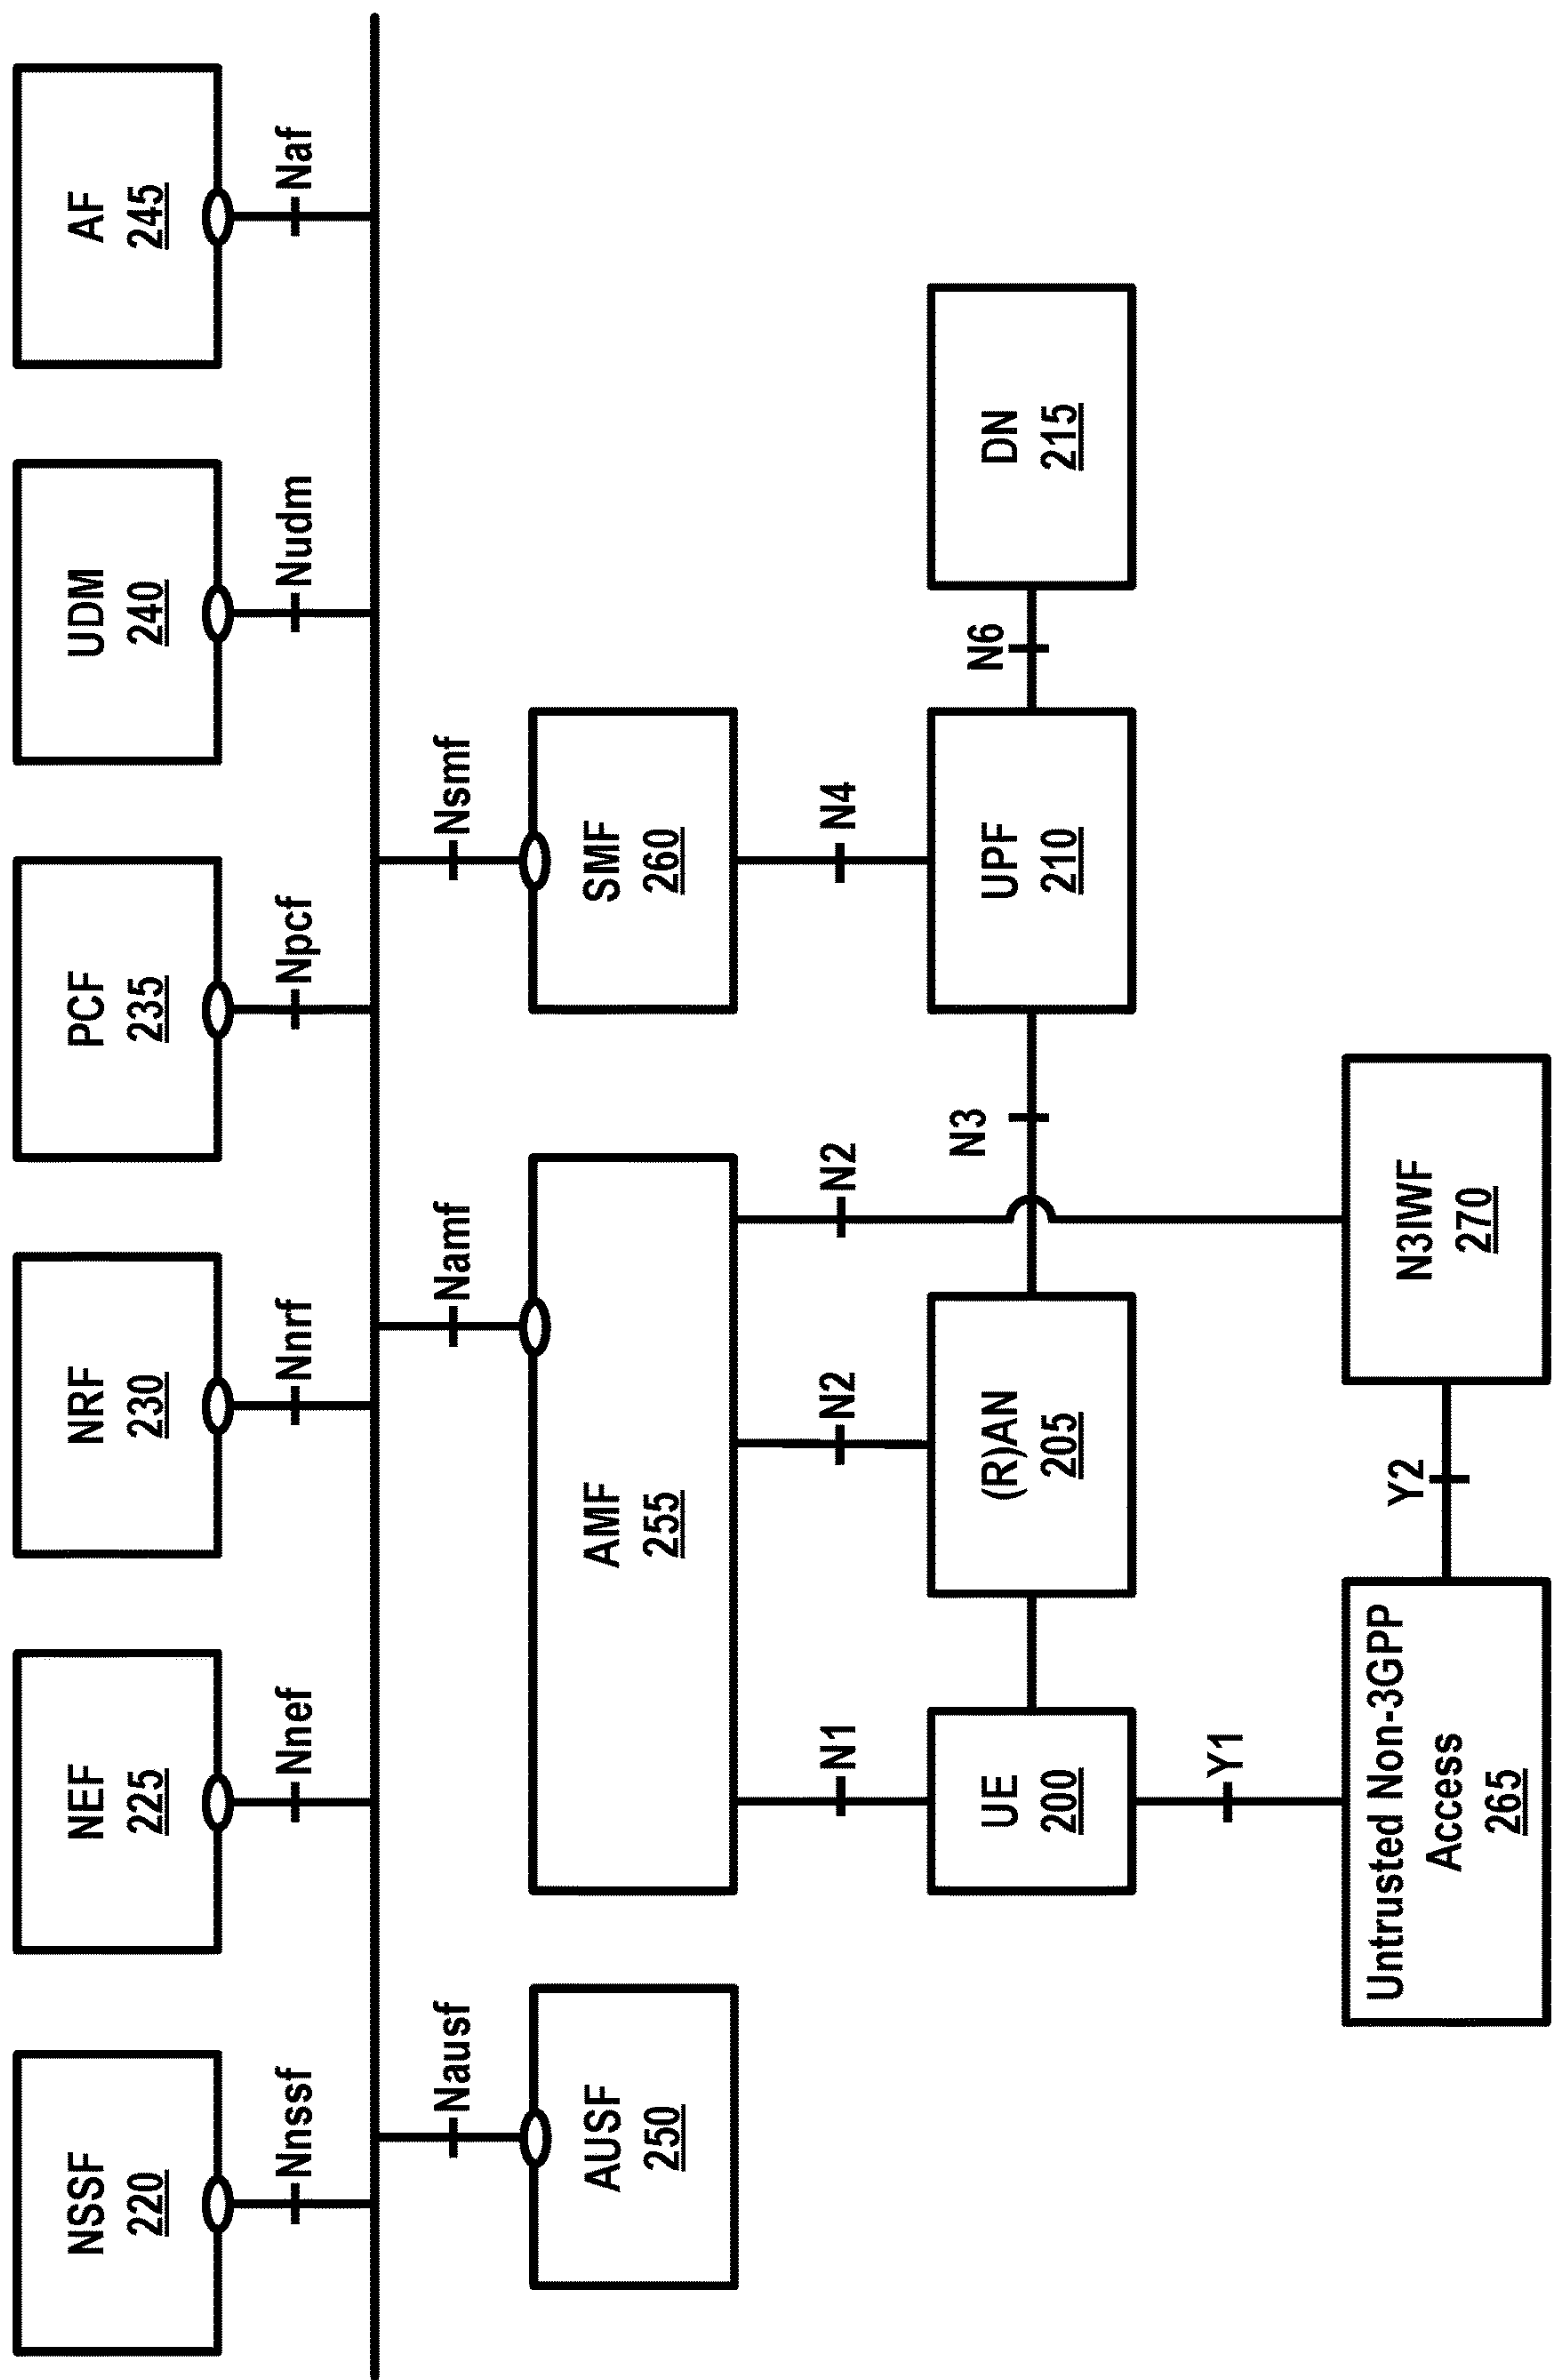 NSSF
220
NEF
225
NRF
230
PCF
235
UDM
240
AF
245
Nnssf
Nnef
Nnrf
Npcf
Nudm
Naf
Nausf
Namf
Nsmf
AUSF
250
AMF
255
SMF
260
N1
N2
N2
N4
UE
200
(R)AN
205
N3
UPF
210
N6
DN
215
Y1
Untrusted Non-3GPP
Access
265
Y2
N3IWF
270